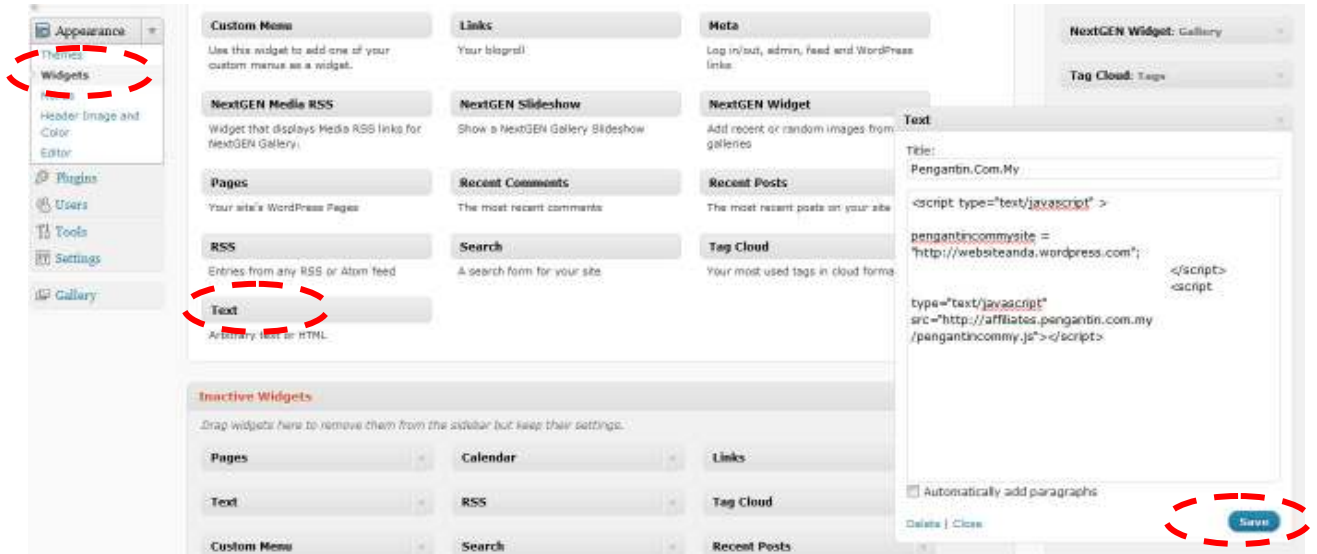 Appearance
Themes
Widgets
Menus
Header Image and
Color
Editor
Plugins
Users
Tools
Settings
Gallery
Custom Menu
Use this widget to add one of your
custom menus as a widget.
Links
Your blogroll
Meta
Log in/out, admin, feed and WordPress
links
NextGEN Media RSS
Widget that displays Media RSS links for
NextGEN Gallery.
NextGEN Slideshow
Show a NextGEN Gallery Slideshow
NextGEN Widget
Add recent or random images from
galleries
Pages
Your site's WordPress Pages
Recent Comments
The most recent comments
Recent Posts
The most recent posts on your site
RSS
Entries from any RSS or Atom feed
Search
A search form for your site
Tag Cloud
Your most used tags in cloud forma
Text
Arbitrary text or HTML
Inactive Widgets
Drag widgets here to remove them from the sidebar but keep their settings.
Pages
Calendar
Links
Text
RSS
Tag Cloud
Custom Menu
Search
Recent Posts
NextGEN Widget: Gallery
Tag Cloud: Tags
Text
Title:
Pengantin.Com.My
<script type="text/javascript" >
pengantincommysite =
"http://websiteanda.wordpress.com";
</script>
<script
type="text/javascript"
src="http://affiliates.pengantin.com.my
/pengantincommy.js"></script>
Automatically add paragraphs
Delete | Close
Save